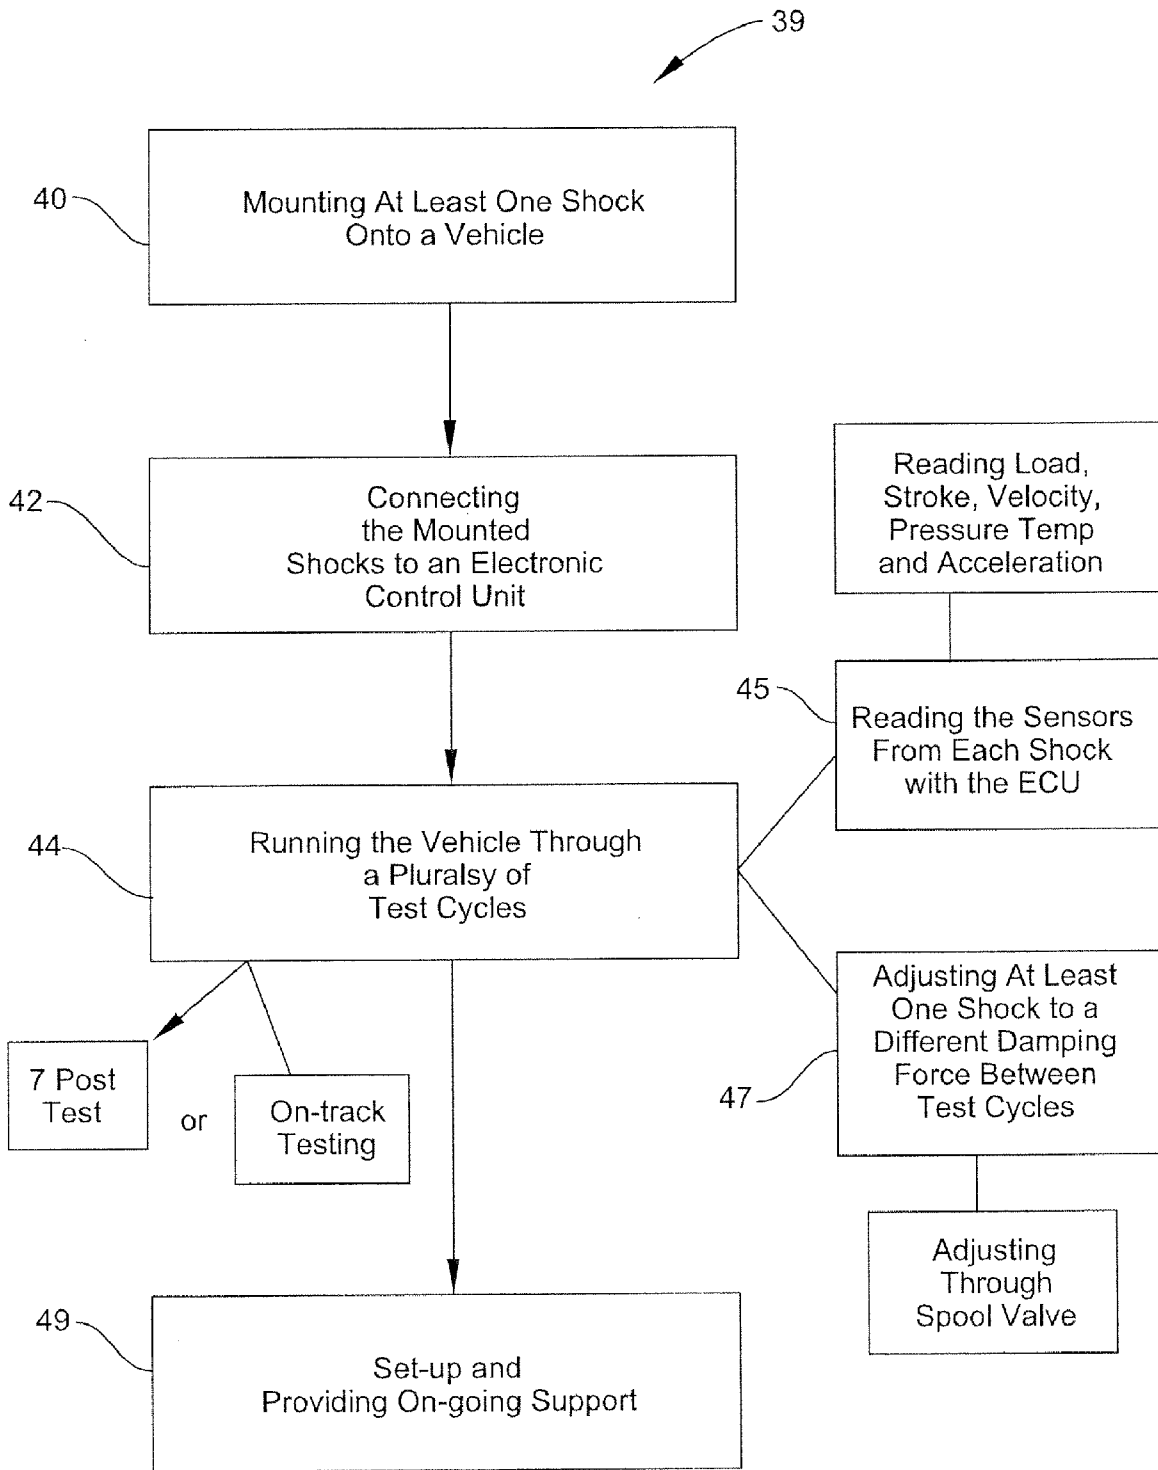 39
40
Mounting At Least One Shock
Onto a Vehicle
42
Connecting
the Mounted
Shocks to an Electronic
Control Unit
Reading Load,
Stroke, Velocity,
Pressure Temp
and Acceleration
45
Reading the Sensors
From Each Shock
with the ECU
44
Running the Vehicle Through
a Pluralsy of
Test Cycles
47
Adjusting At Least
One Shock to a
Different Damping
Force Between
Test Cycles
7 Post
Test
or
On-track
Testing
Adjusting
Through
Spool Valve
49
Set-up and
Providing On-going Support